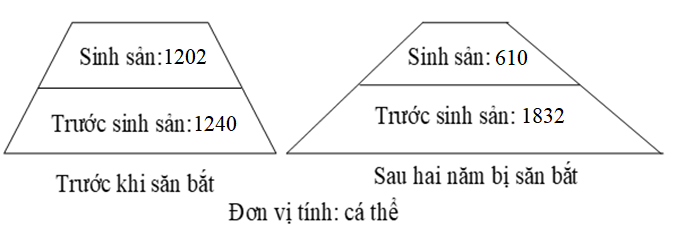 Sinh sản:1202
Trước sinh sản:1240
Trước khi săn bắt
Sinh sản: 610
Trước sinh sản: 1832
Sau hai năm bị săn bắt
Đơn vị tính: cá thể